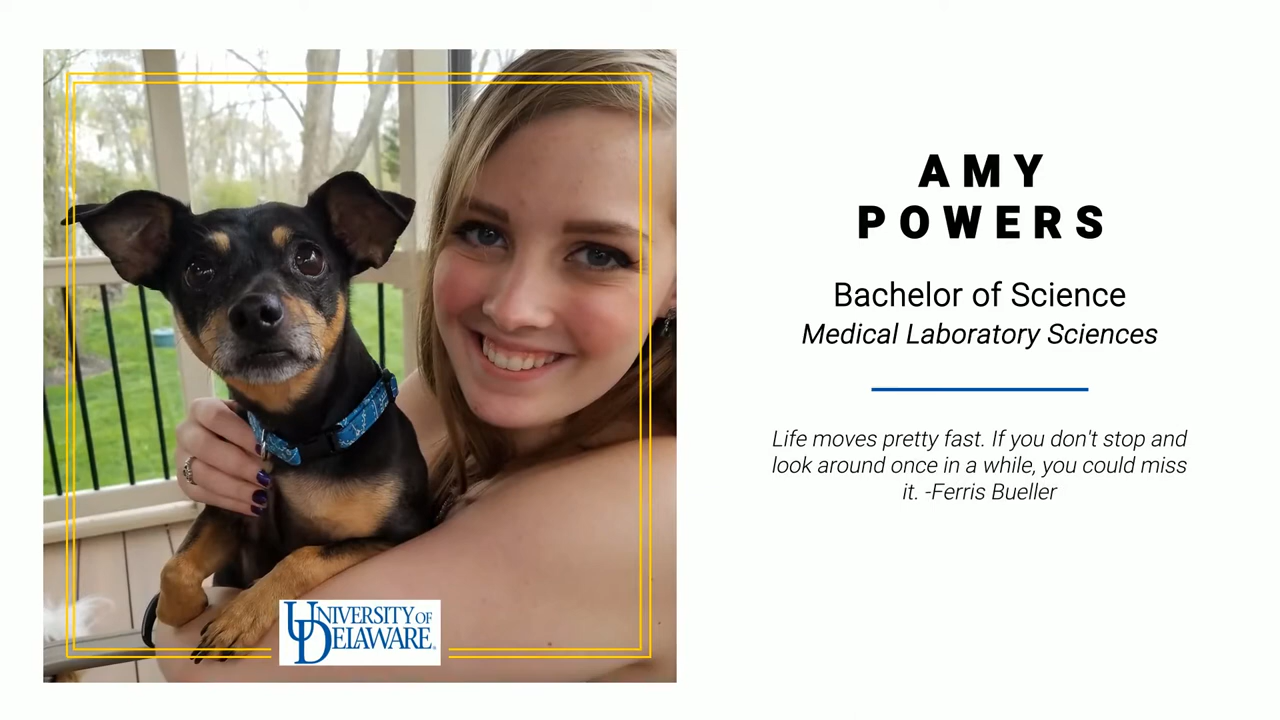 AMY
POWERS
Bachelor of Science
Medical Laboratory Sciences
Life moves pretty fast. If you don't stop and
look around once in a while, you could miss
it. -Ferris Bueller
UNIVERSITY OF
DELAWARE®